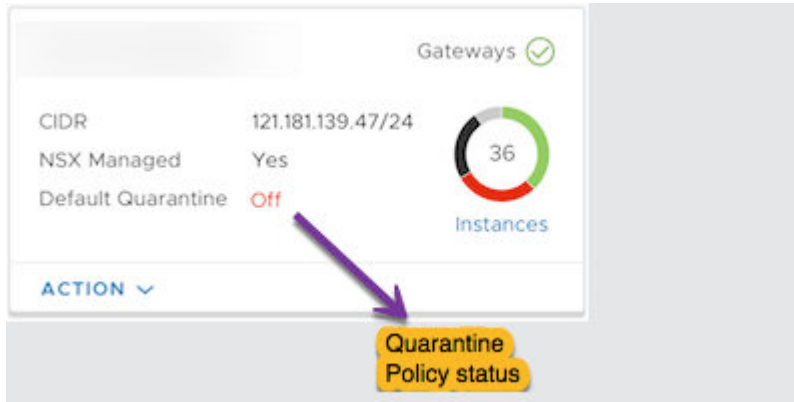 Gateways
CIDR 121.181.139.47/24
NSX Managed Yes
36
Default Quarantine Off
Instances
ACTION
Quarantine
Policy status